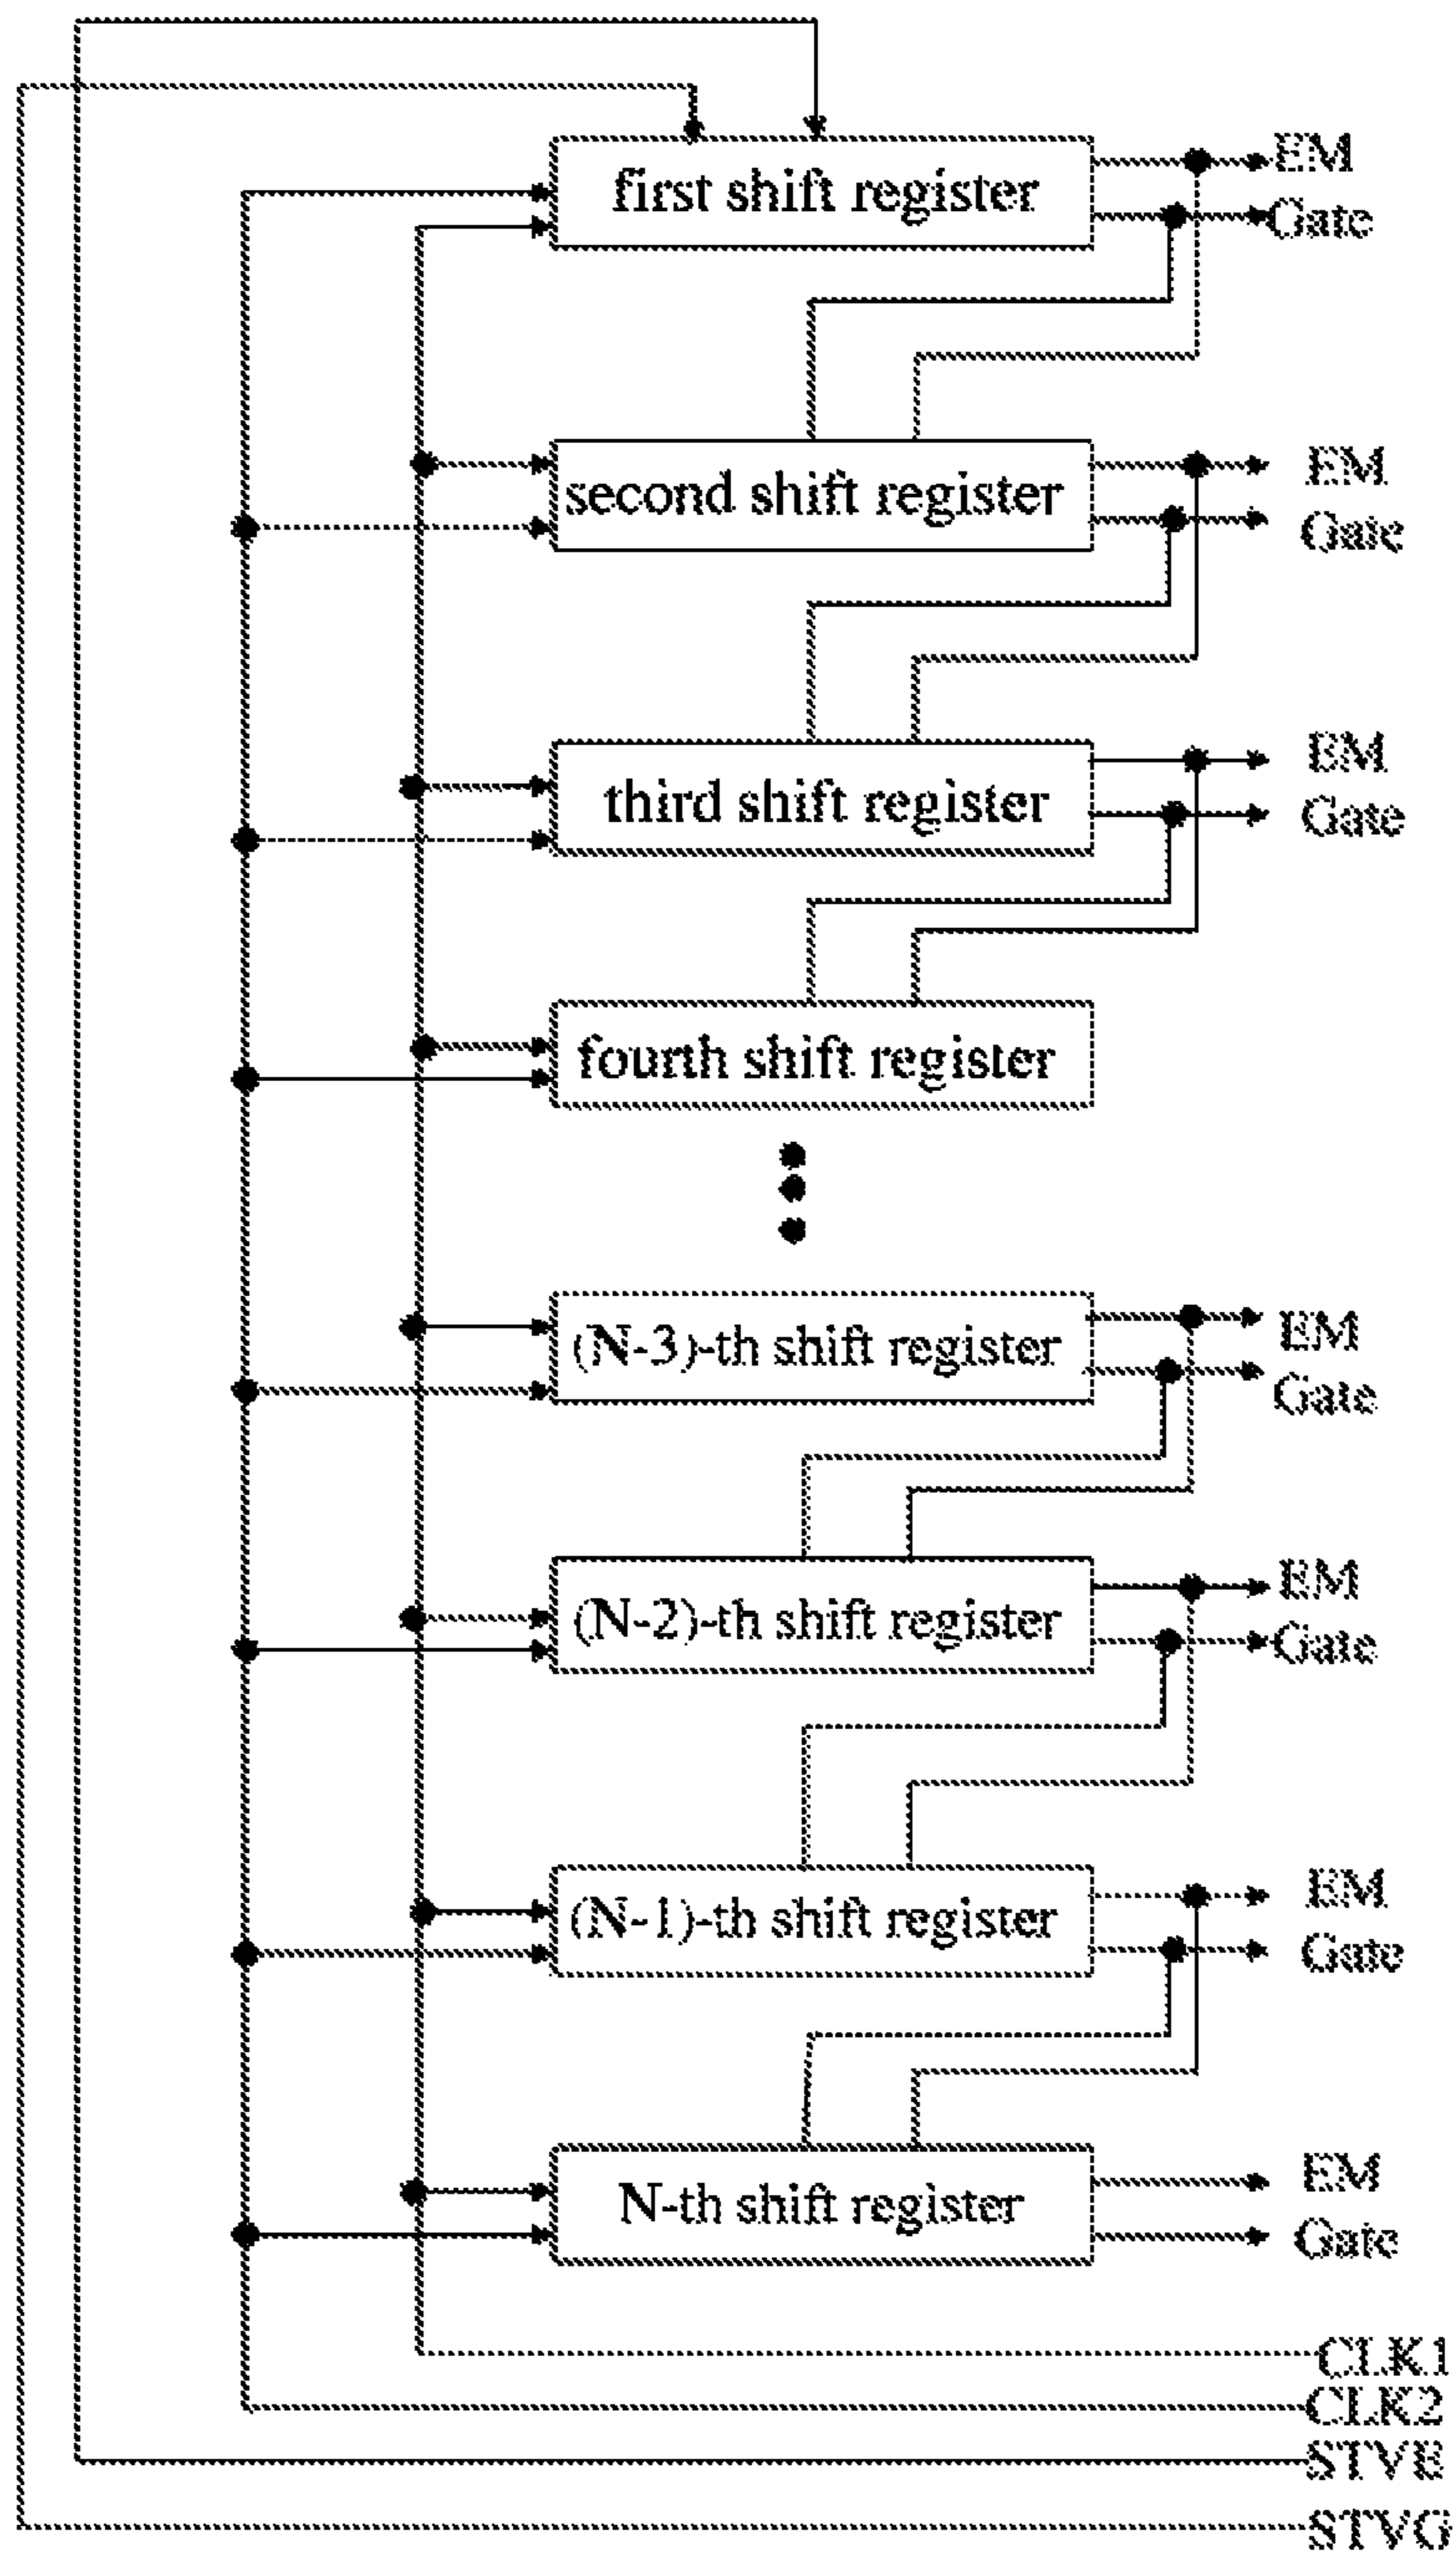 EM
first shift register
Gate
EM
second shift register
Gate
EM
third shift register
Gate
fourth shift register
(N-3)-th shift register
EM
Gate
EM
(N-2)-th shift register
Gate
EM
(N-1)-th shift register
Gate
EM
N-th shift register
Gate
CLK1
CLK2
STVE
STVG